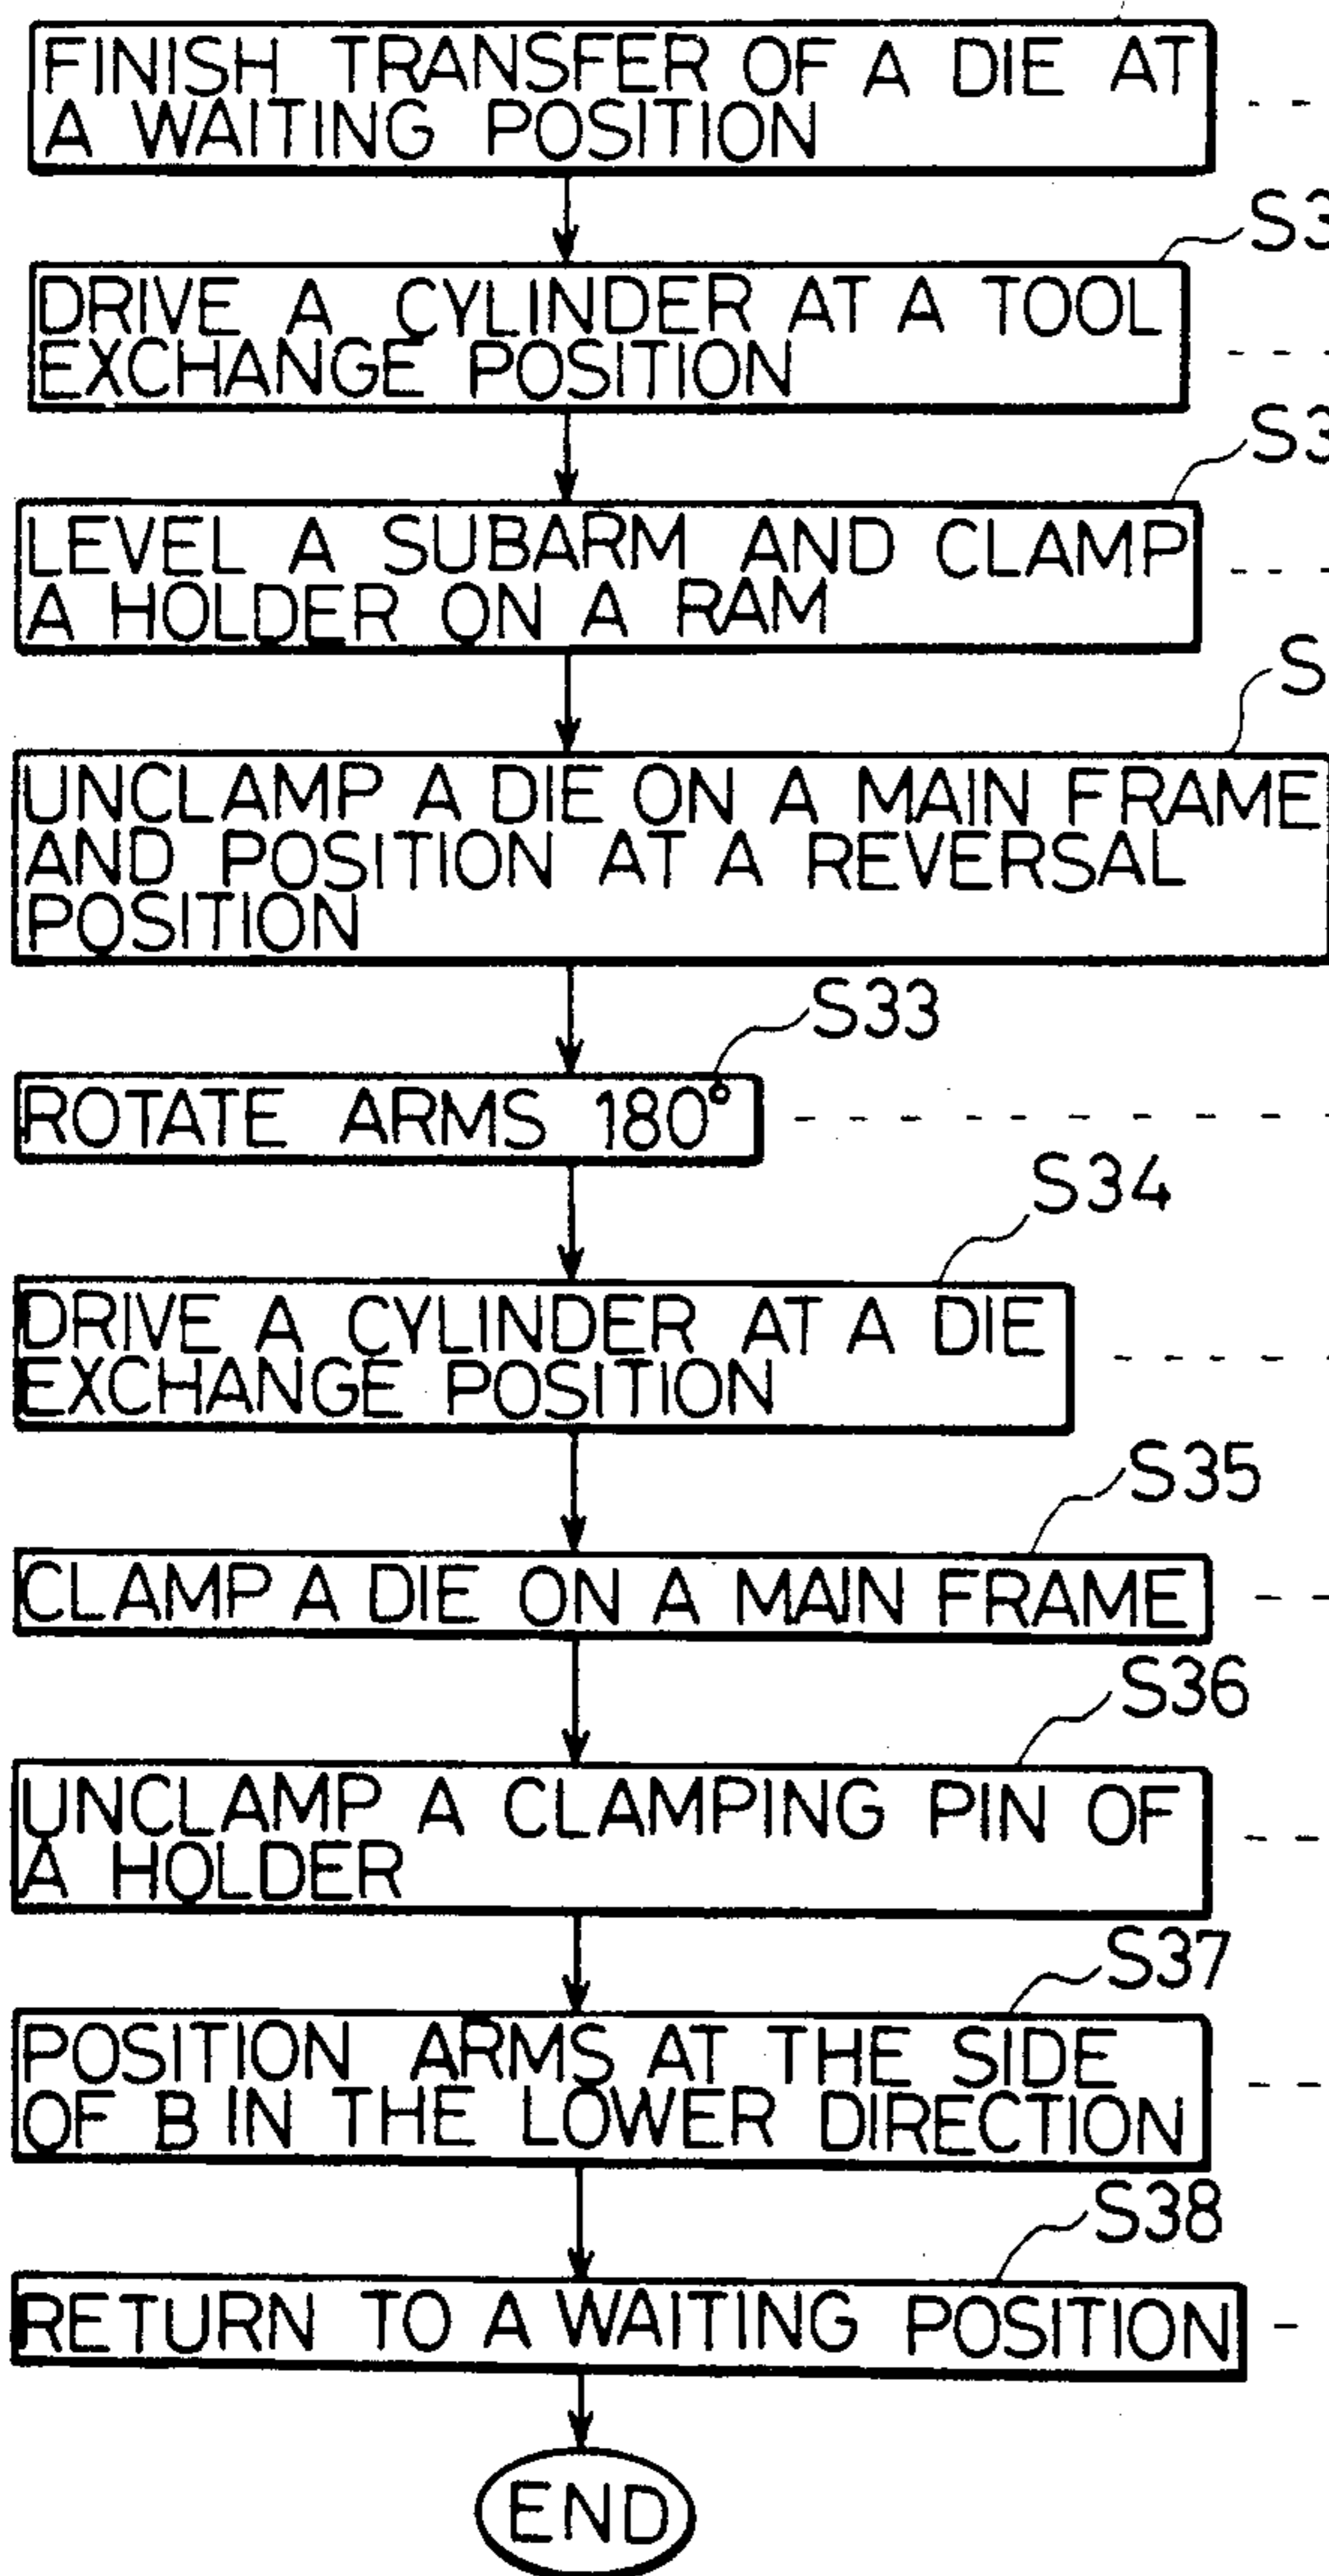 FINISH TRANSFER OF A DIE AT
A WAITING POSITION
S3
DRIVE A CYLINDER AT A TOOL
EXCHANGE POSITION
S3
LEVEL A SUBARM AND CLAMP
A HOLDER ON A RAM
S
UNCLAMP A DIE ON A MAIN FRAME
AND POSITION AT A REVERSAL
POSITION
S33
ROTATE ARMS 180°
S34
DRIVE A CYLINDER AT A DIE
EXCHANGE POSITION
S35
CLAMP A DIE ON A MAIN FRAME
S36
UNCLAMP A CLAMPING PIN OF
A HOLDER
S37
POSITION ARMS AT THE SIDE
OF B IN THE LOWER DIRECTION
S38
RETURN TO A WAITING POSITION
END